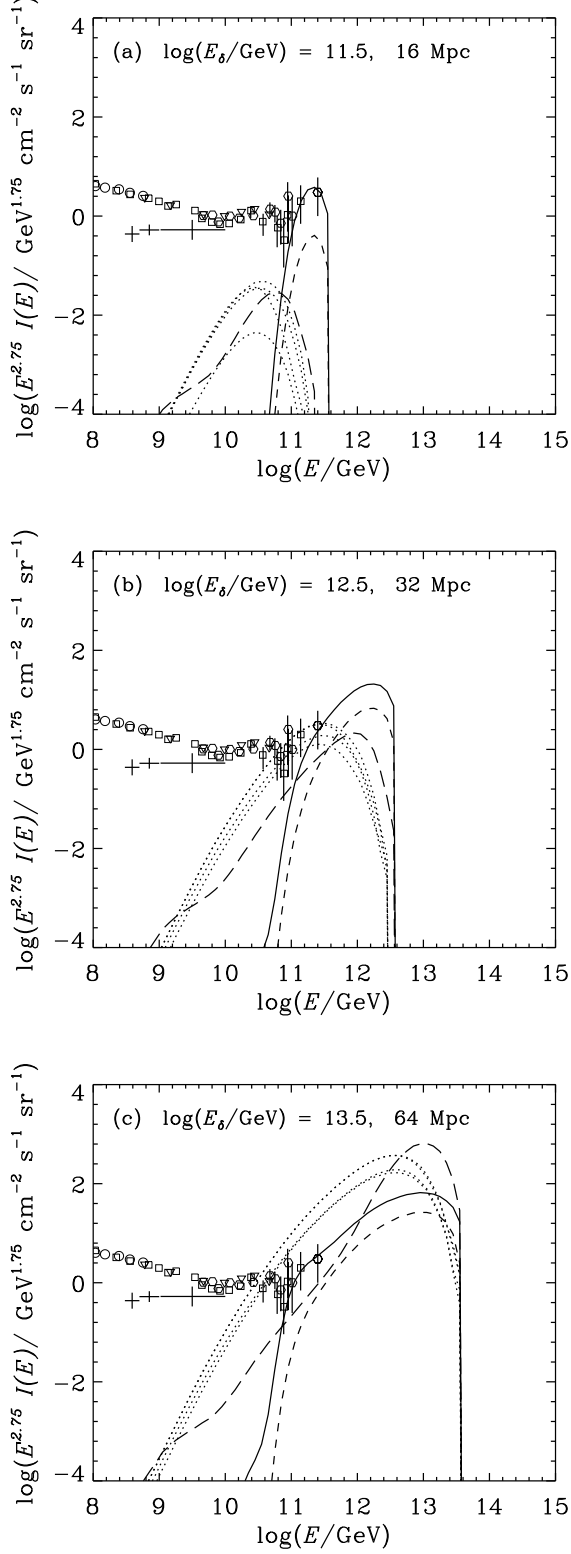 log(E^2.75 I(E)/ GeV^1.75 cm^−2 s^−1 sr^−1)
4
2
0
−2
−4
(a) log(E_δ/GeV) = 11.5, 16 Mpc
8 9 10 11 12 13 14 15
log(E/GeV)
log(E^2.75 I(E)/ GeV^1.75 cm^−2 s^−1 sr^−1)
4
2
0
−2
−4
(b) log(E_δ/GeV) = 12.5, 32 Mpc
8 9 10 11 12 13 14 15
log(E/GeV)
log(E^2.75 I(E)/ GeV^1.75 cm^−2 s^−1 sr^−1)
4
2
0
−2
−4
(c) log(E_δ/GeV) = 13.5, 64 Mpc
8 9 10 11 12 13 14 15
log(E/GeV)